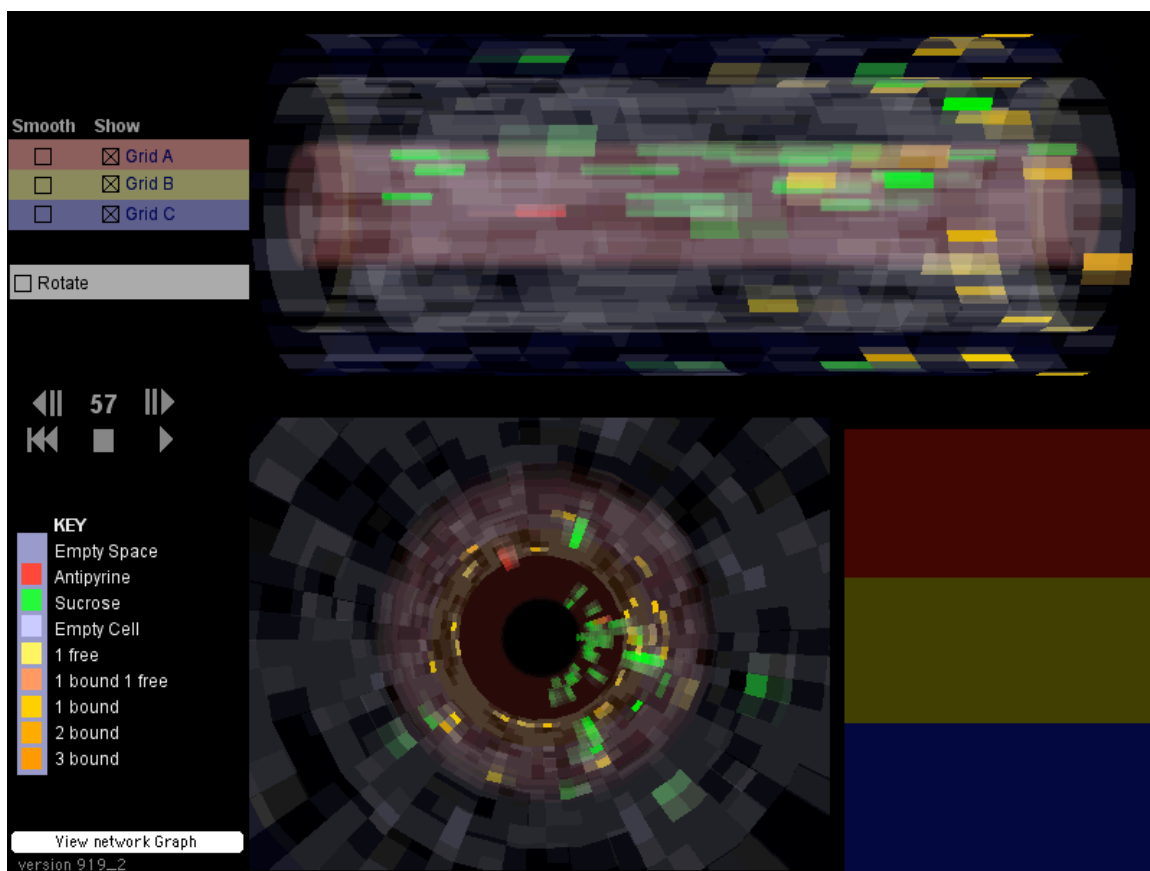 Smooth Show
Grid A
Grid B
Grid C
Rotate
57
KEY
Empty Space
Antipyrine
Sucrose
Empty Cell
1 free
1 bound 1 free
1 bound
2 bound
3 bound
View network Graph
version 919_2